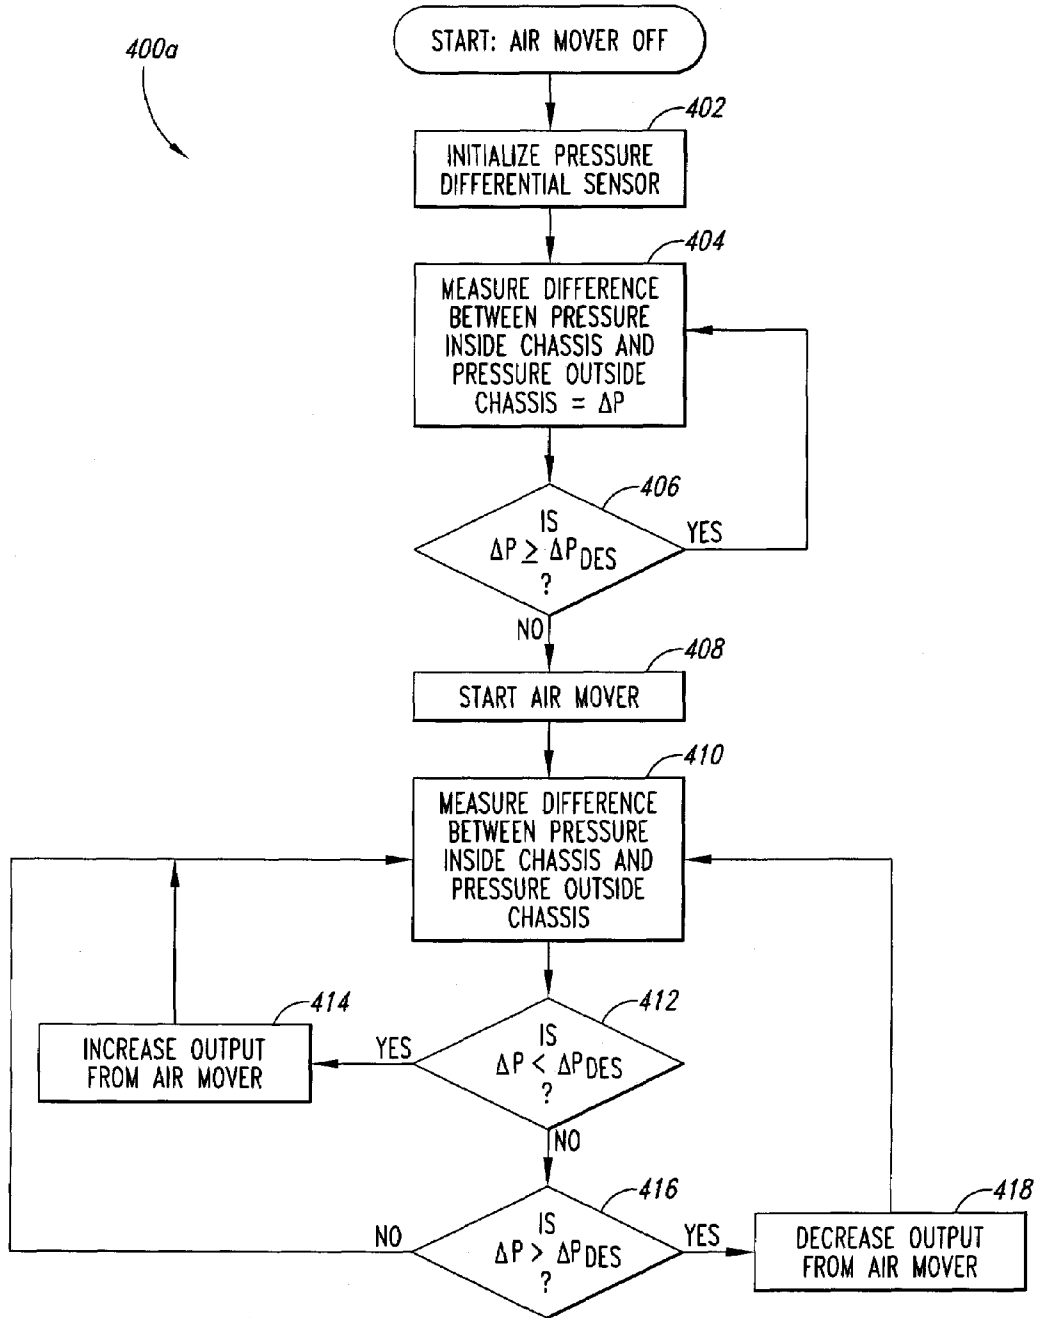 400a
START: AIR MOVER OFF
402
INITIALIZE PRESSURE
DIFFERENTIAL SENSOR
404
MEASURE DIFFERENCE
BETWEEN PRESSURE
INSIDE CHASSIS AND
PRESSURE OUTSIDE
CHASSIS = ΔP
406
IS
ΔP ≥ ΔPDES
?
YES
NO
408
START AIR MOVER
410
MEASURE DIFFERENCE
BETWEEN PRESSURE
INSIDE CHASSIS AND
PRESSURE OUTSIDE
CHASSIS
412
IS
ΔP < ΔPDES
?
YES
414
INCREASE OUTPUT
FROM AIR MOVER
NO
416
IS
ΔP > ΔPDES
?
NO
YES
418
DECREASE OUTPUT
FROM AIR MOVER